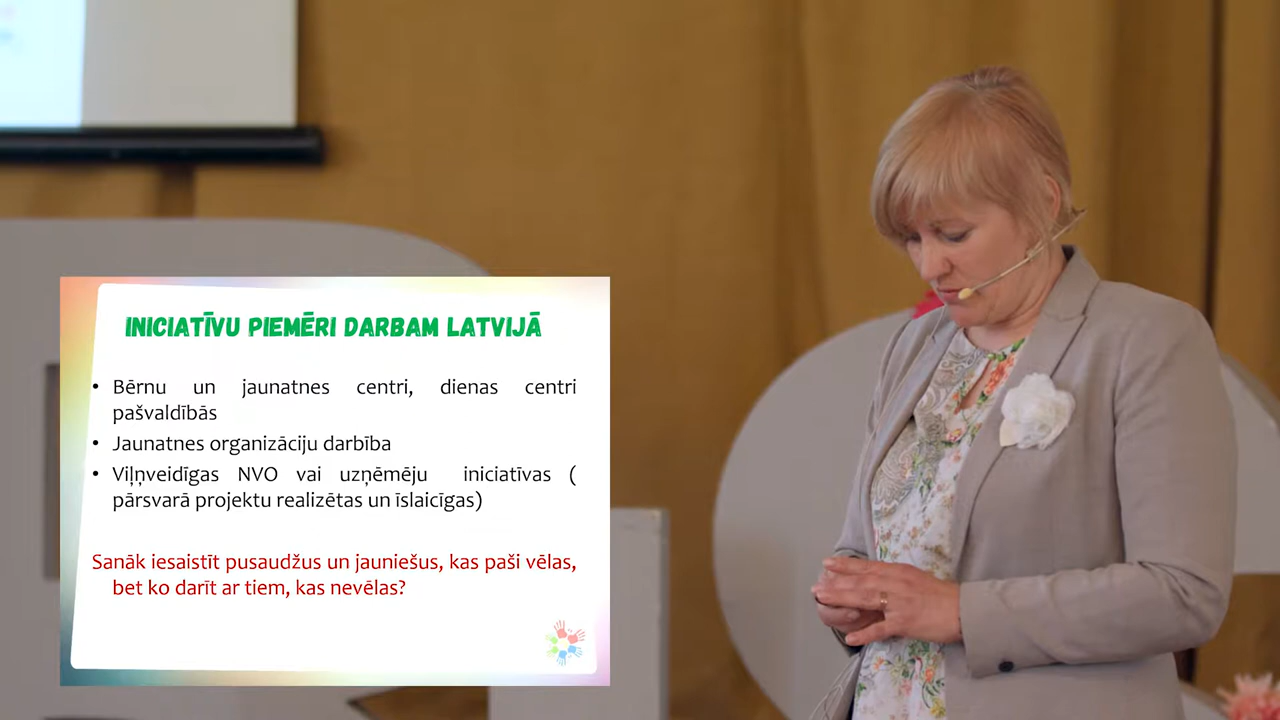 INICIATĪVU PIEMĒRI DARBAM LATVIJĀ
• Bērnu un jaunatnes centri, dienas centri
pašvaldībās
• Jaunatnes organizāciju darbība
• Viļņveidīgas NVO vai uzņēmēju iniciatīvas (
pārsvarā projektu realizētas un īslaicīgas)
Sanāk iesaistīt pusaudžus un jauniešus, kas paši vēlas,
bet ko darīt ar tiem, kas nevēlas?